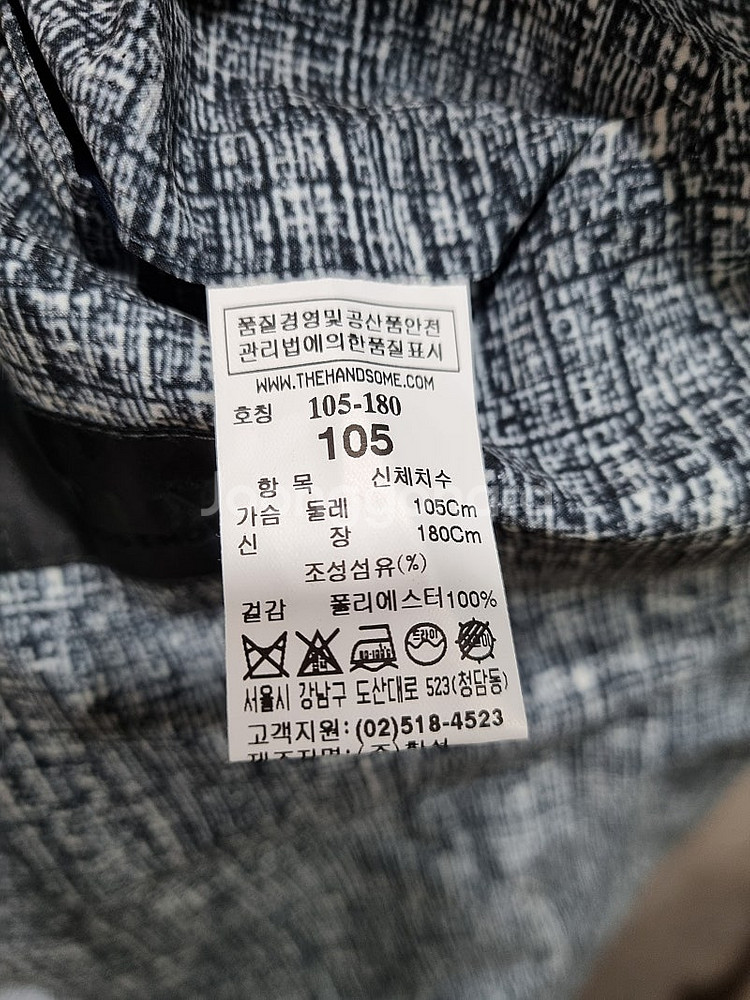 품질경영및공산품안전
관리법에의한품질표시
WWW.THEHANDSOME.COM
호칭 105-180
105
항 목 신체치수
가슴 둘레 105Cm
신 장 180Cm
조성섬유(%)
겉감 폴리에스터100%
드라이
서울시 강남구 도산대로 523(청담동)
고객지원:(02)518-4523